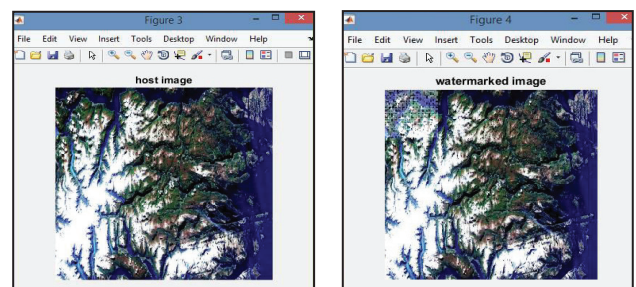 Figure 3
File Edit View Insert Tools Desktop Window Help
host image
Figure 4
File Edit View Insert Tools Desktop Window Help
watermarked image